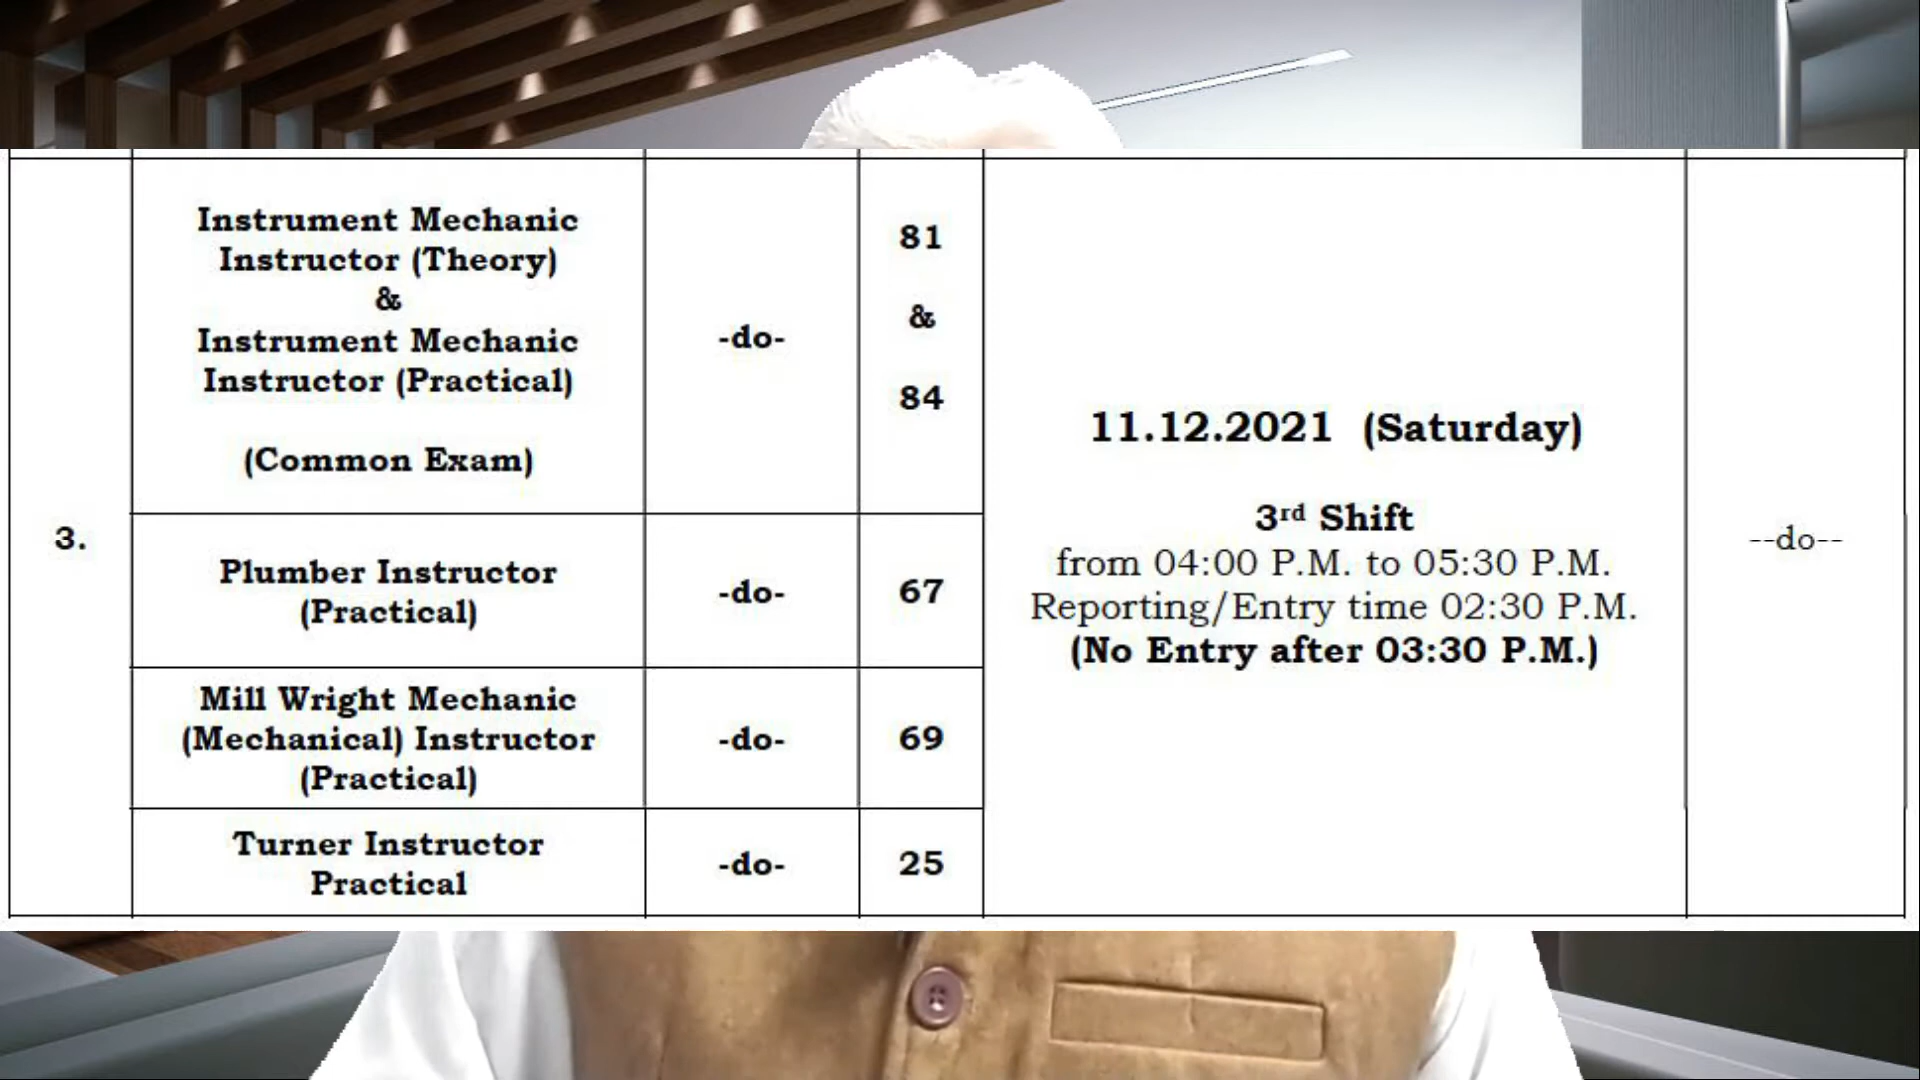 3.
Instrument Mechanic
Instructor (Theory)
&
Instrument Mechanic
Instructor (Practical)
(Common Exam)
-do-
81
&
84
Plumber Instructor
(Practical)
-do-
67
Mill Wright Mechanic
(Mechanical) Instructor
(Practical)
-do-
69
Turner Instructor
Practical
-do-
25
11.12.2021 (Saturday)
3rd Shift
from 04:00 P.M. to 05:30 P.M.
Reporting/Entry time 02:30 P.M.
(No Entry after 03:30 P.M.)
--do--